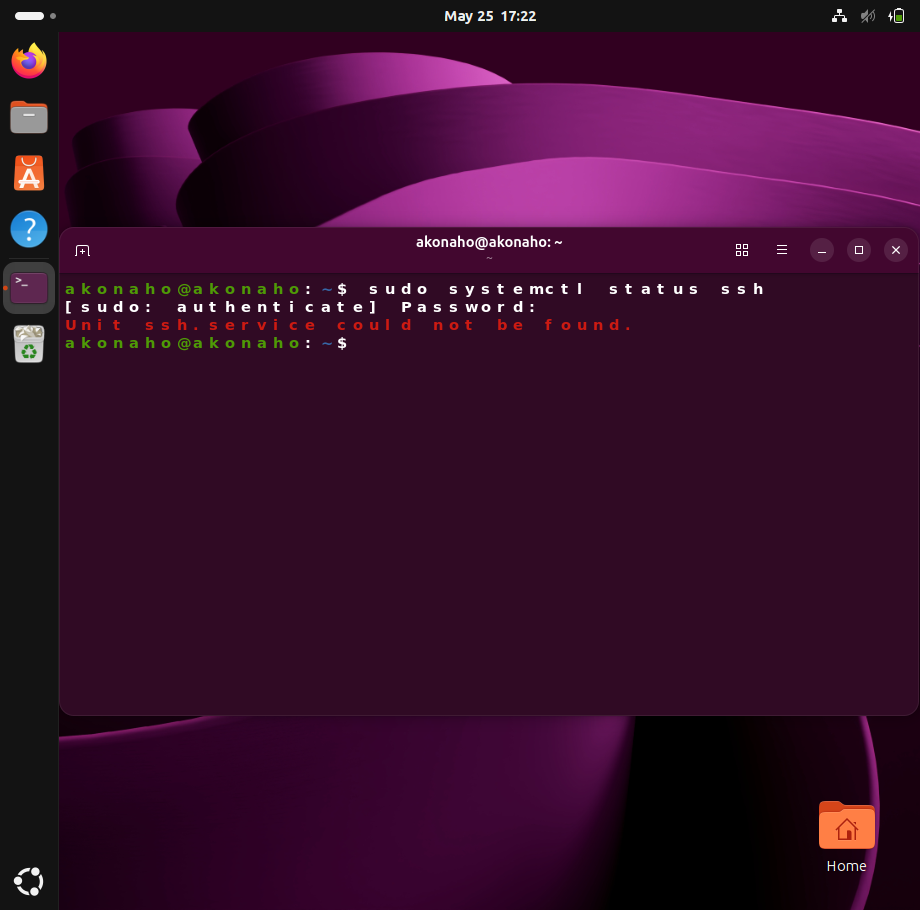 May 25 17:22
akonaho@akonaho: ~
~
akonaho@akonaho:~$ sudo systemctl status ssh
[sudo: authenticate] Password:
Unit ssh.service could not be found.
akonaho@akonaho:~$
Home